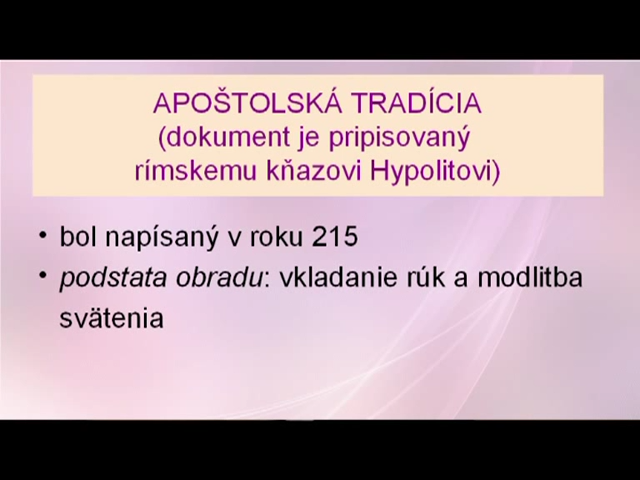 APOŠTOLSKÁ TRADÍCIA
(dokument je pripisovaný
rímskemu kňazovi Hypolitovi)
• bol napísaný v roku 215
• podstata obradu: vkladanie rúk a modlitba
svätenia